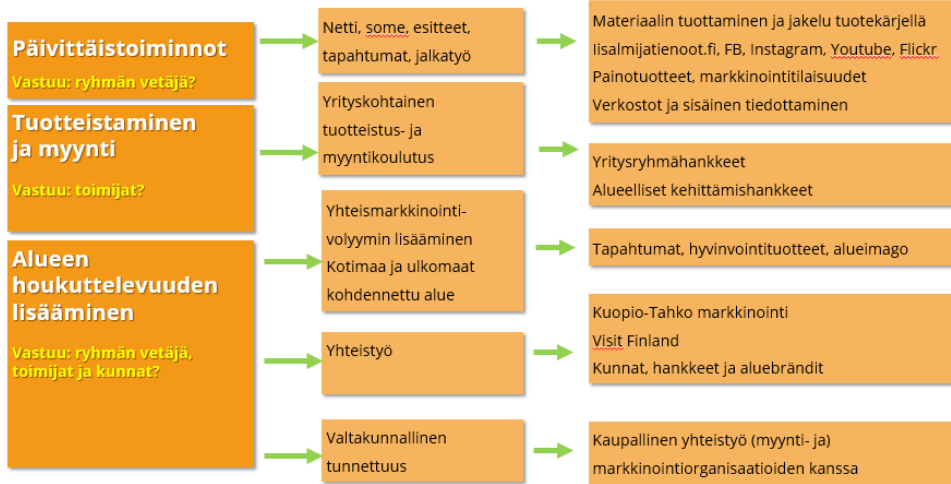 Päivittäistoiminnot
Vastuu: ryhmän vetäjä?
Netti, some, esitteet,
tapahtumat, jalkatyö
Materiaalin tuottaminen ja jakelu tuotekärjellä
Iisalmijatienoot.fi, FB, Instagram, Youtube, Flickr
Painotuotteet, markkinointitilaisuudet
Verkostot ja sisäinen tiedottaminen
Tuotteistaminen
ja myynti
Vastuu: toimijat?
Yrityskohtainen
tuotteistus- ja
myyntikoulutus
Yritysryhmähankkeet
Alueelliset kehittämishankkeet
Alueen
houkuttelevuuden
lisääminen
Vastuu: ryhmän vetäjä,
toimijat ja kunnat?
Yhteismarkkinointi-
volyymin lisääminen
Kotimaa ja ulkomaat
kohdennettu alue
Tapahtumat, hyvinvointituotteet, alueimago
Yhteistyö
Kuopio-Tahko markkinointi
Visit Finland
Kunnat, hankkeet ja aluebrändit
Valtakunnallinen
tunnettuus
Kaupallinen yhteistyö (myynti- ja)
markkinointiorganisaatioiden kanssa